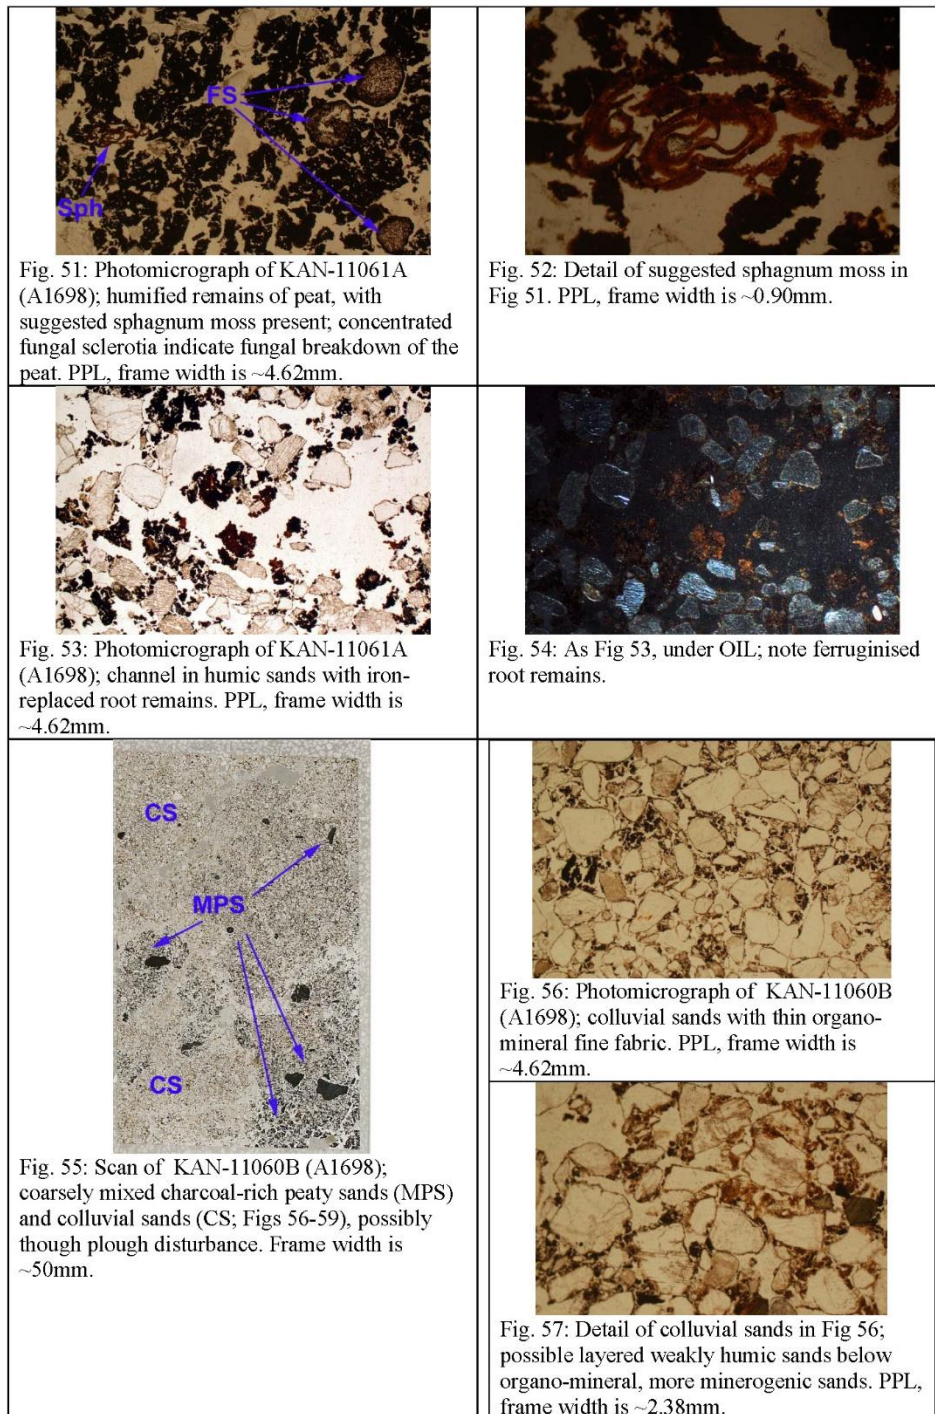 FS
Sph
Fig. 51: Photomicrograph of KAN-11061A
(A1698); humified remains of peat, with
suggested sphagnum moss present; concentrated
fungal sclerotia indicate fungal breakdown of the
peat. PPL, frame width is ~4.62mm.
Fig. 52: Detail of suggested sphagnum moss in
Fig 51. PPL, frame width is ~0.90mm.
Fig. 53: Photomicrograph of KAN-11061A
(A1698); channel in humic sands with iron-
replaced root remains. PPL, frame width is
~4.62mm.
Fig. 54: As Fig 53, under OIL; note ferruginised
root remains.
CS
MPS
CS
Fig. 55: Scan of KAN-11060B (A1698);
coarsely mixed charcoal-rich peaty sands (MPS)
and colluvial sands (CS; Figs 56-59), possibly
though plough disturbance. Frame width is
~50mm.
Fig. 56: Photomicrograph of KAN-11060B
(A1698); colluvial sands with thin organo-
mineral fine fabric. PPL, frame width is
~4.62mm.
Fig. 57: Detail of colluvial sands in Fig 56;
possible layered weakly humic sands below
organo-mineral, more minerogenic sands. PPL,
frame width is ~2.38mm.